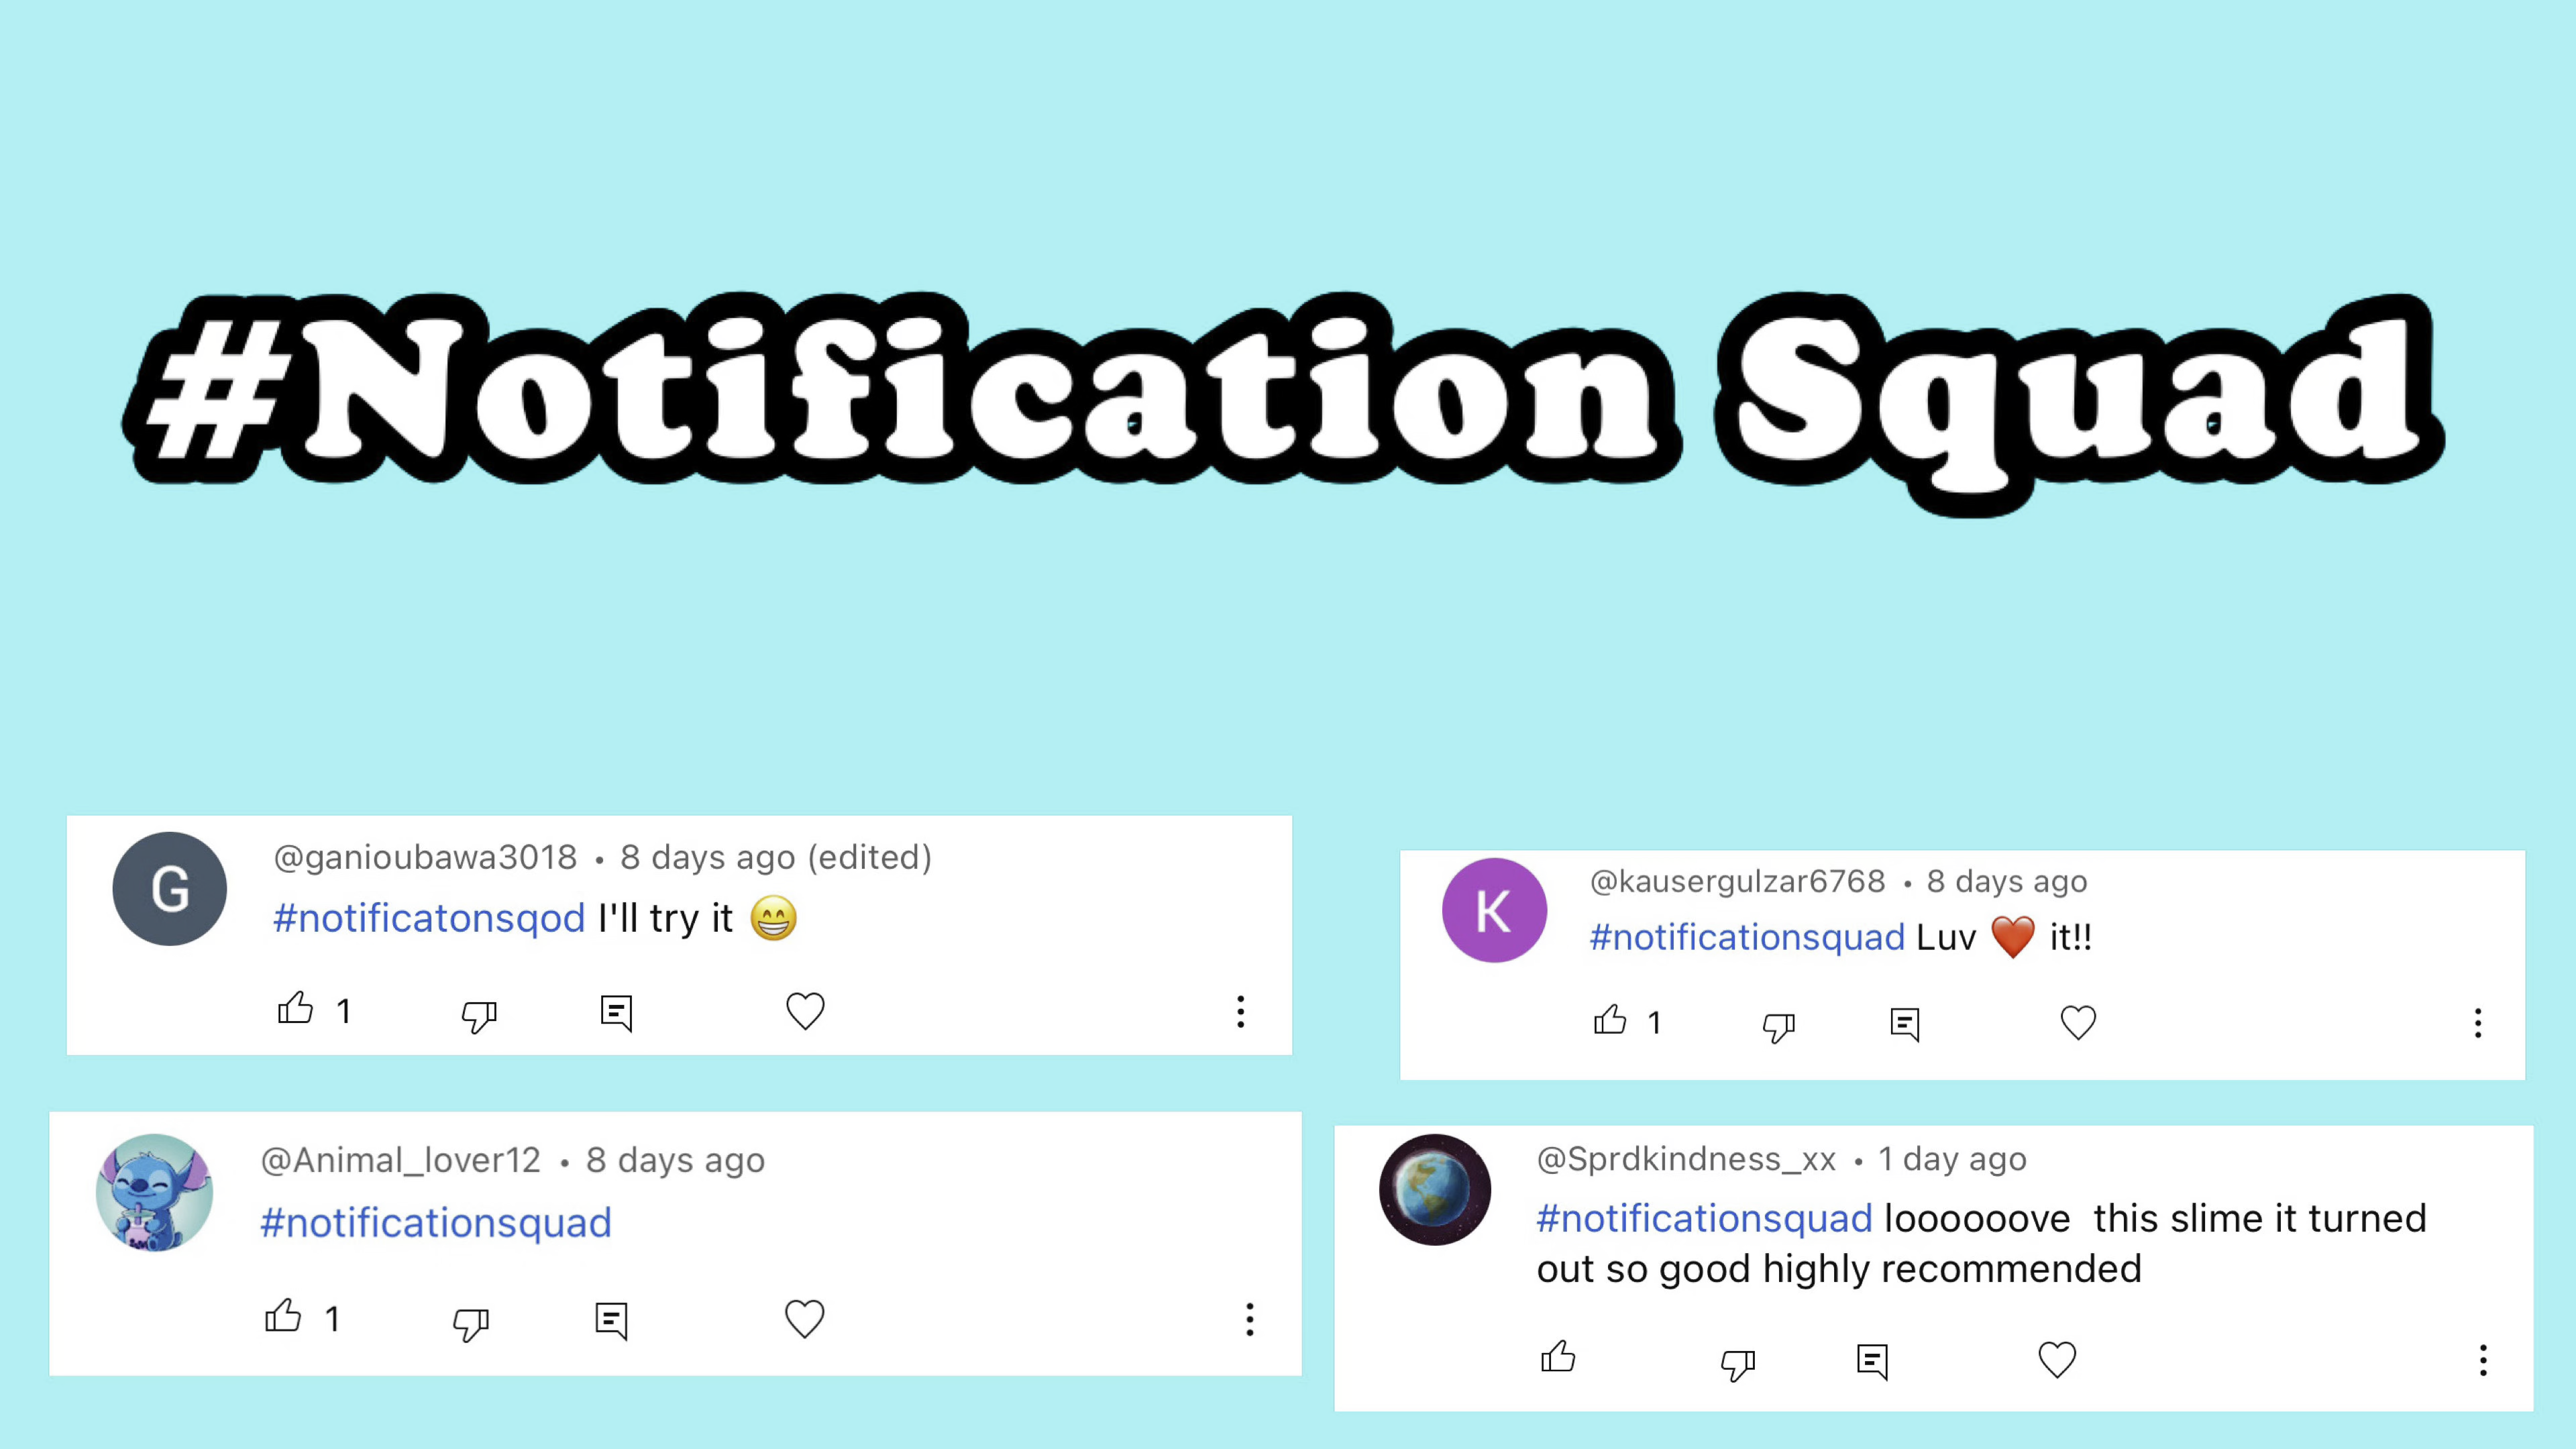 #Notification Squad
G
@ganioubawa3018 • 8 days ago (edited)
#notificatonsqod I'll try it 😁
1
K
@kausergulzar6768 • 8 days ago
#notificationsquad Luv ❤️ it!!
1
@Animal_lover12 • 8 days ago
#notificationsquad
1
@Sprdkindness_xx • 1 day ago
#notificationsquad loooooove  this slime it turned
out so good highly recommended